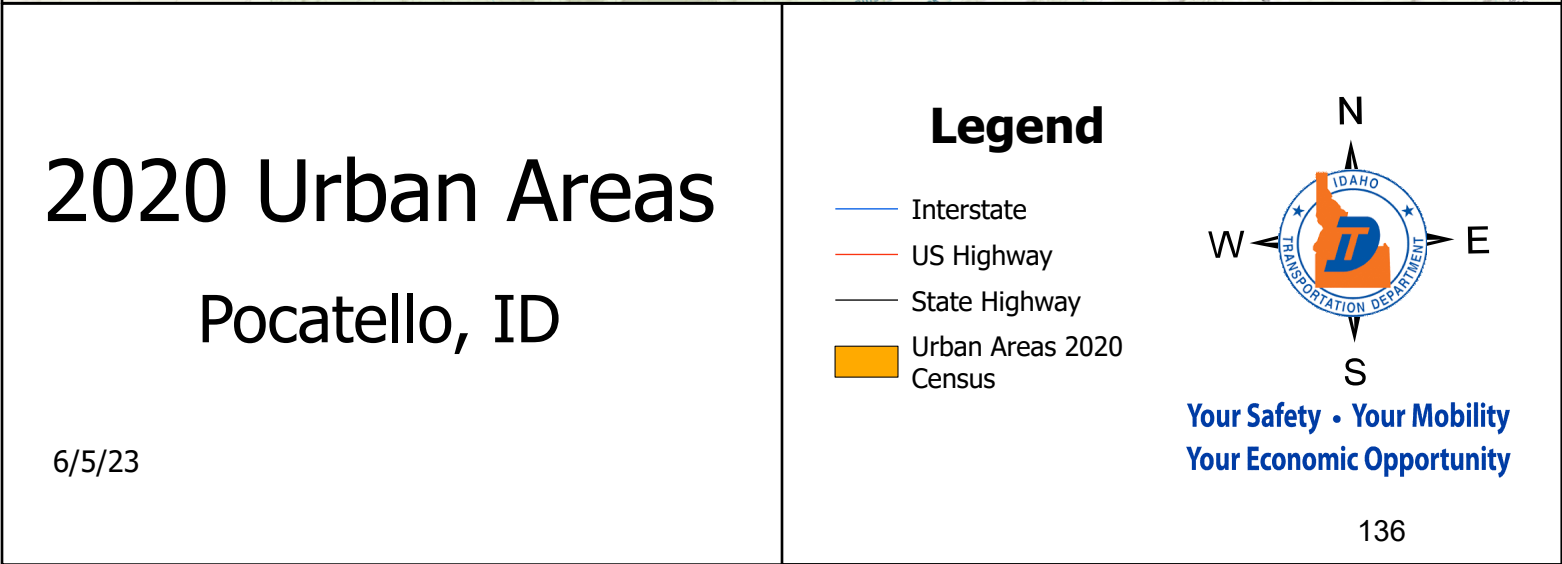 2020 Urban Areas
Pocatello, ID
6/5/23
Legend
Interstate
US Highway
State Highway
Urban Areas 2020
Census
N
W
E
S
IDAHO
TRANSPORTATION DEPARTMENT
IT
D
Your Safety • Your Mobility
Your Economic Opportunity
136